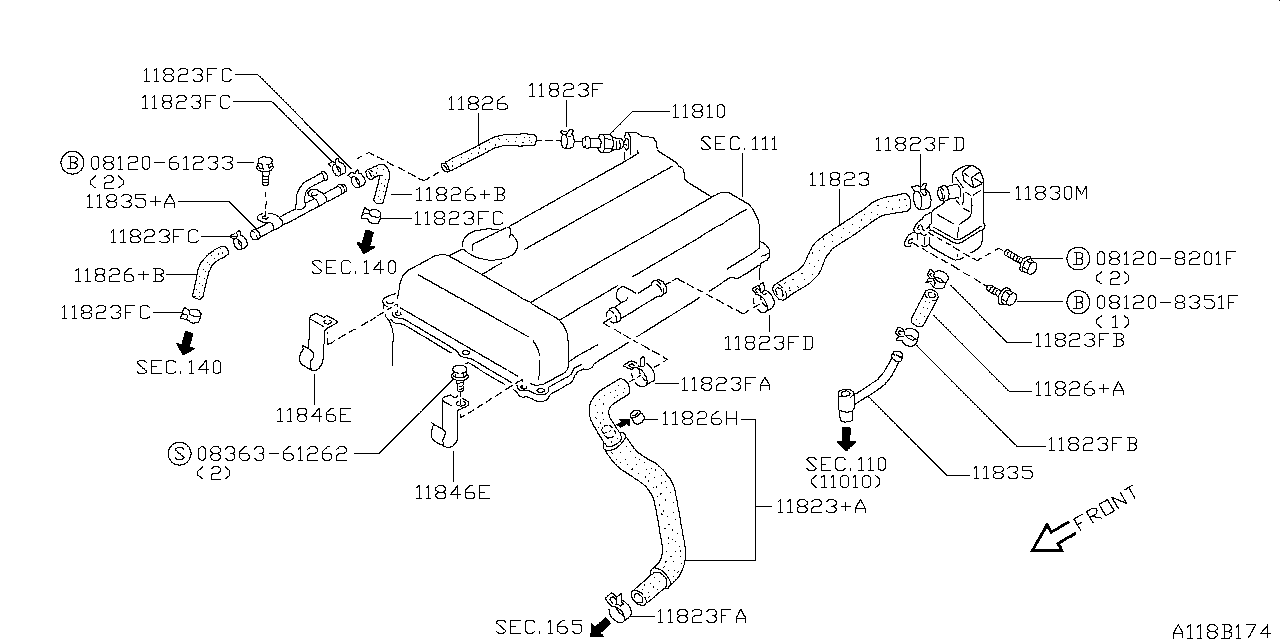 11823FC
11823FC
11826
11823F
11810
SEC.111
11823FD
11823
11830M
B 08120-61233
(2)
11835+A
11826+B
11823FC
SEC.140
11823FC
11826+B
11823FC
SEC.140
B 08120-8201F
(2)
B 08120-8351F
(1)
11823FD
11823FB
11823FA
11826+A
11846E
11826H
S 08363-61262
(2)
11823FB
SEC.110
(11010)
11835
11846E
11823+A
FRONT
11823FA
SEC.165
A118B174